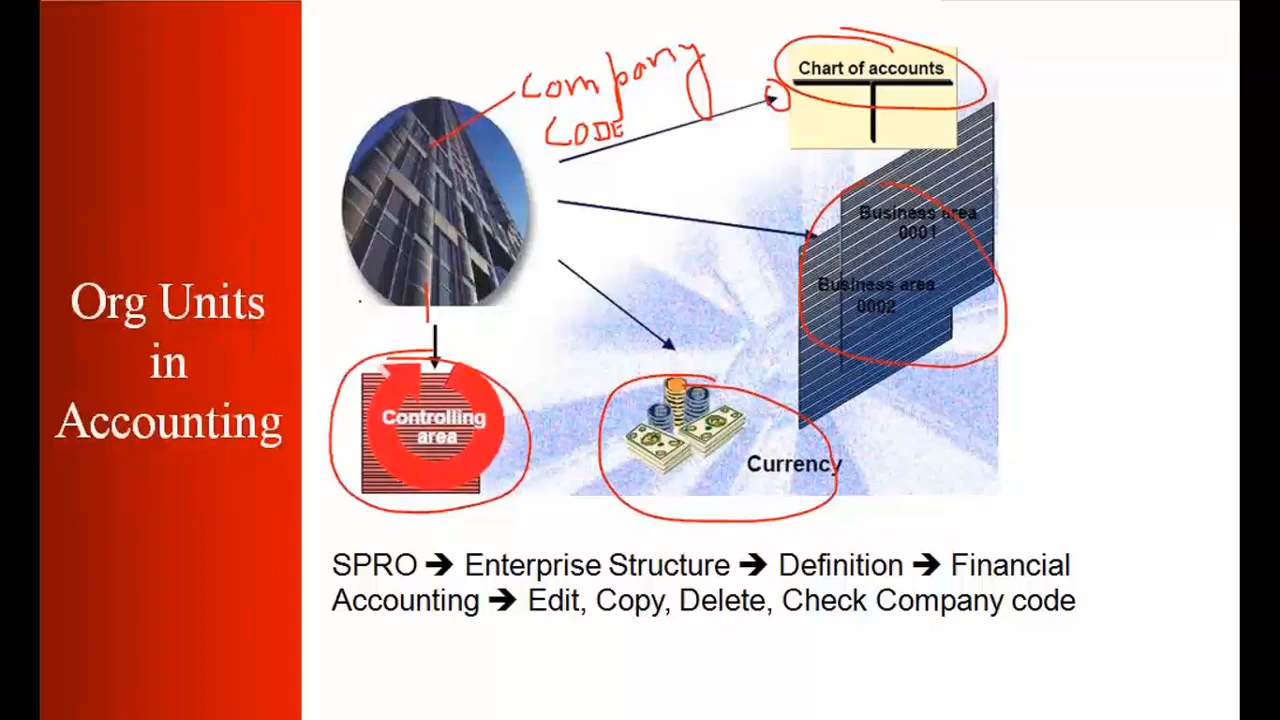 Org Units
in
Accounting
Company
CODE
Chart of accounts
Business area
0001
Business area
0002
Controlling
area
Currency
SPRO → Enterprise Structure → Definition → Financial
Accounting → Edit, Copy, Delete, Check Company code